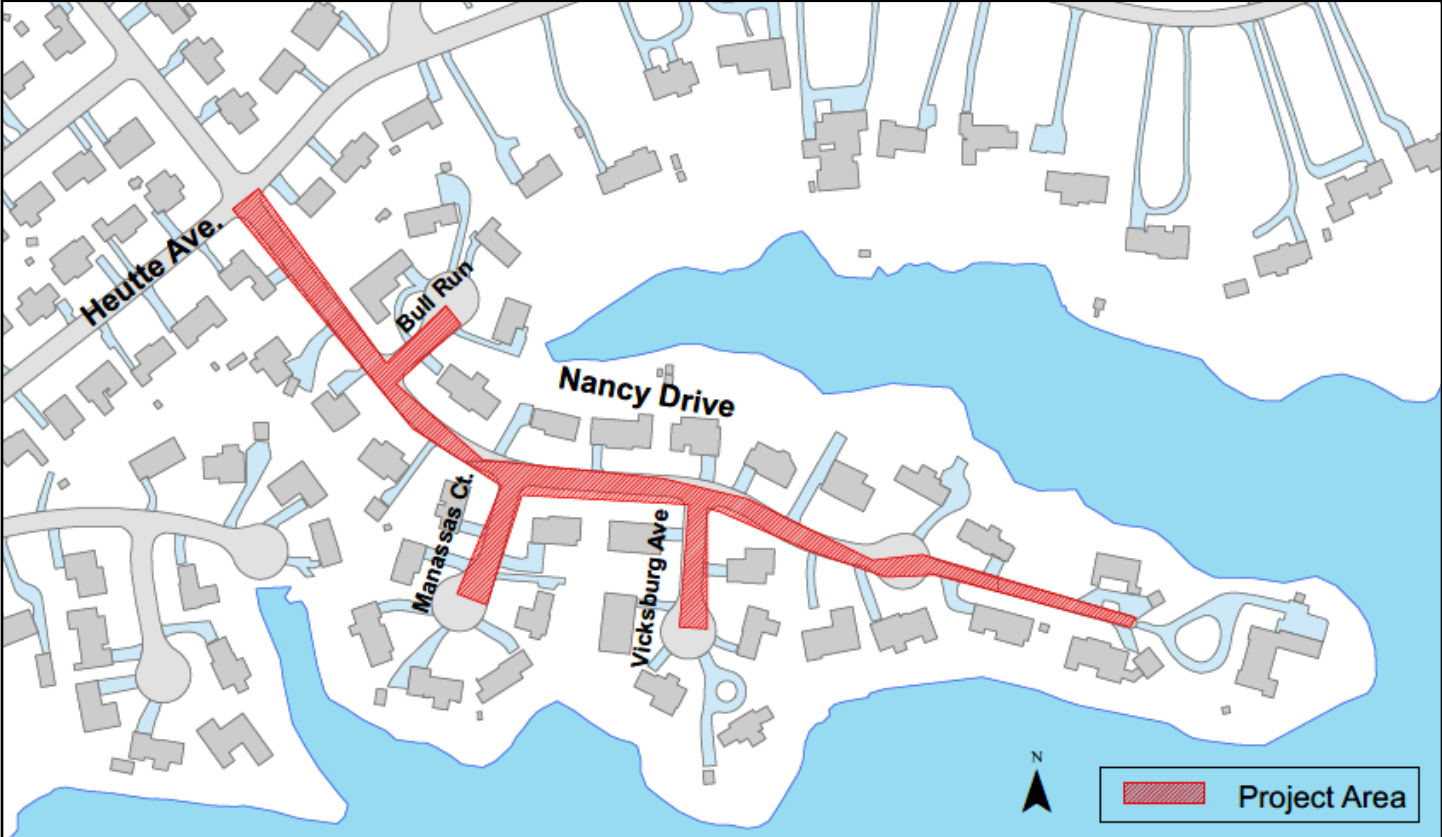 Heutte Ave.
Bull Run
Nancy Drive
Manassas Ct.
Vicksburg Ave
N
Project Area